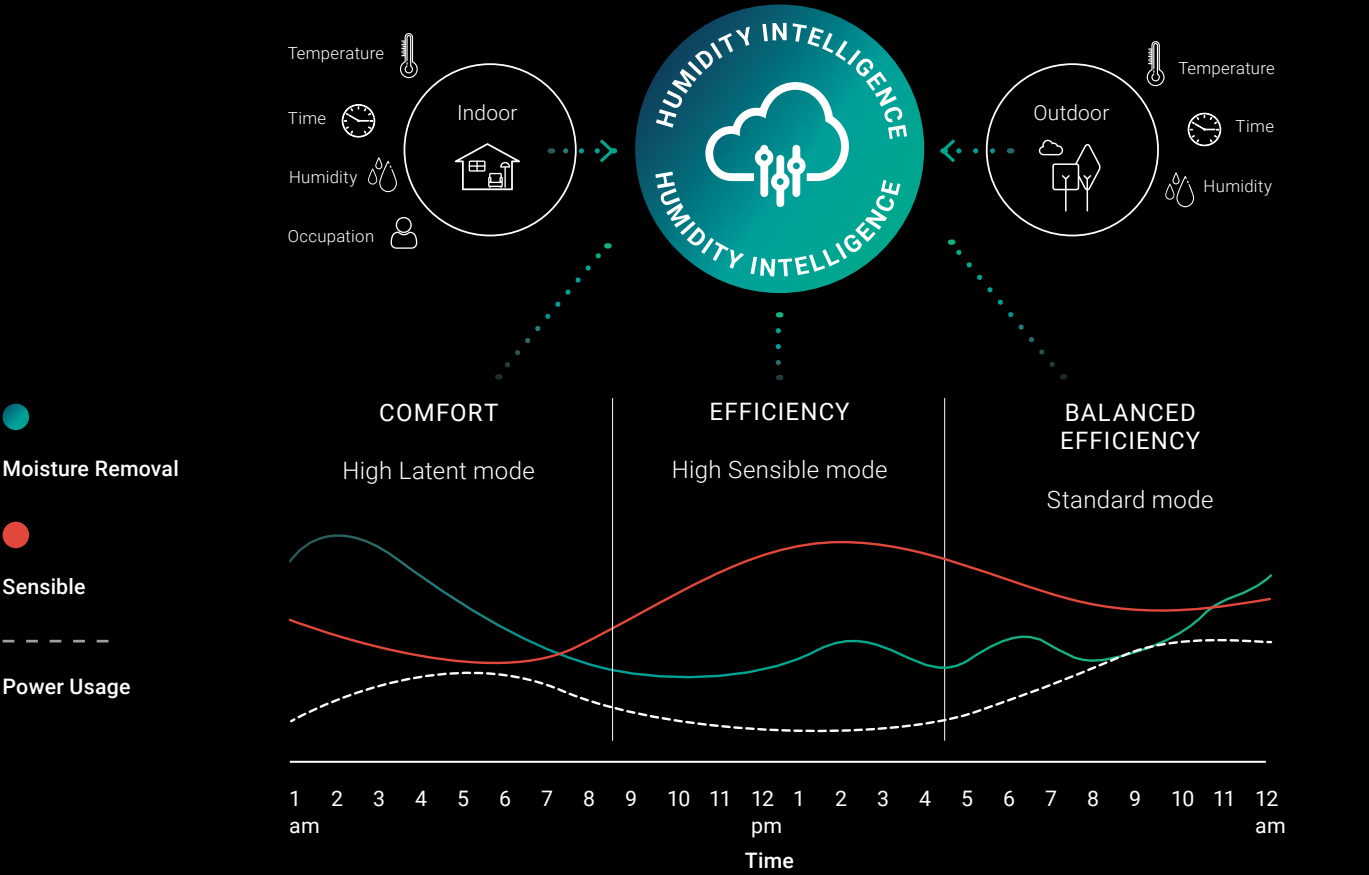 HUMIDITY INTELLIGENCE
HUMIDITY INTELLIGENCE
Temperature
Time
Humidity
Occupation
Indoor
Outdoor
Temperature
Time
Humidity
COMFORT
High Latent mode
EFFICIENCY
High Sensible mode
BALANCED
EFFICIENCY
Standard mode
Moisture Removal
Sensible
Power Usage
1 2 3 4 5 6 7 8 9 10 11 12 1 2 3 4 5 6 7 8 9 10 11 12
am pm am
Time